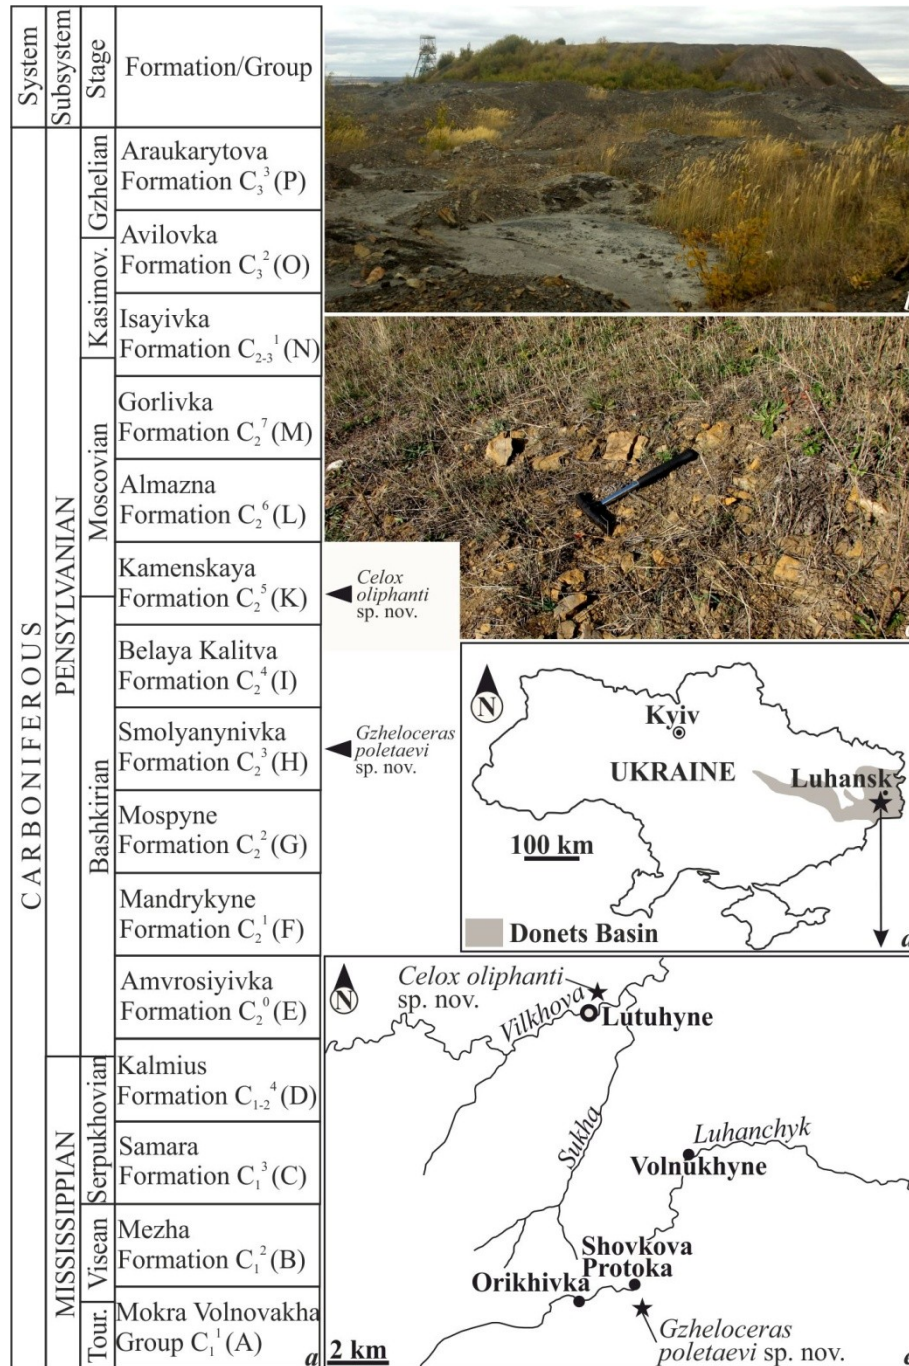 System
Subsystem
Stage
Formation/Group
CARBONIFEROUS
PENSYLVANIAN
MISSISSIPPIAN
Gzhelian
Kasimov.
Moscovian
Bashkirian
Serpukhovian
Visean
Tour.
Araukarytova
Formation C₃³(P)
Avilovka
Formation C₃²(O)
Isayivka
Formation C₂₋₃¹(N)
Gorlivka
Formation C₂⁷(M)
Almazna
Formation C₂⁶(L)
Kamenskaya
Formation C₂⁵(K)
Belaya Kalitva
Formation C₂⁴(I)
Smolyanynivka
Formation C₂³(H)
Mospyne
Formation C₂²(G)
Mandrykyne
Formation C₂¹(F)
Amvrosiyivka
Formation C₂⁰(E)
Kalmius
Formation C₁₋₂⁴(D)
Samara
Formation C₁³(C)
Mezha
Formation C₁²(B)
Mokra Volnovakha
Group C₁¹(A)
a
Celox
oliphanti
sp. nov.
Gzheloceras
poletaevi
sp. nov.
N
Kyiv
UKRAINE
Luhansk
100 km
Donets Basin
N
Celox oliphanti
sp. nov.
Vilkhova
Lutuhyne
Sukha
Luhanchyk
Volnukhyne
Shovkova
Protoka
Orikhivka
Gzheloceras
poletaevi
sp. nov.
2 km